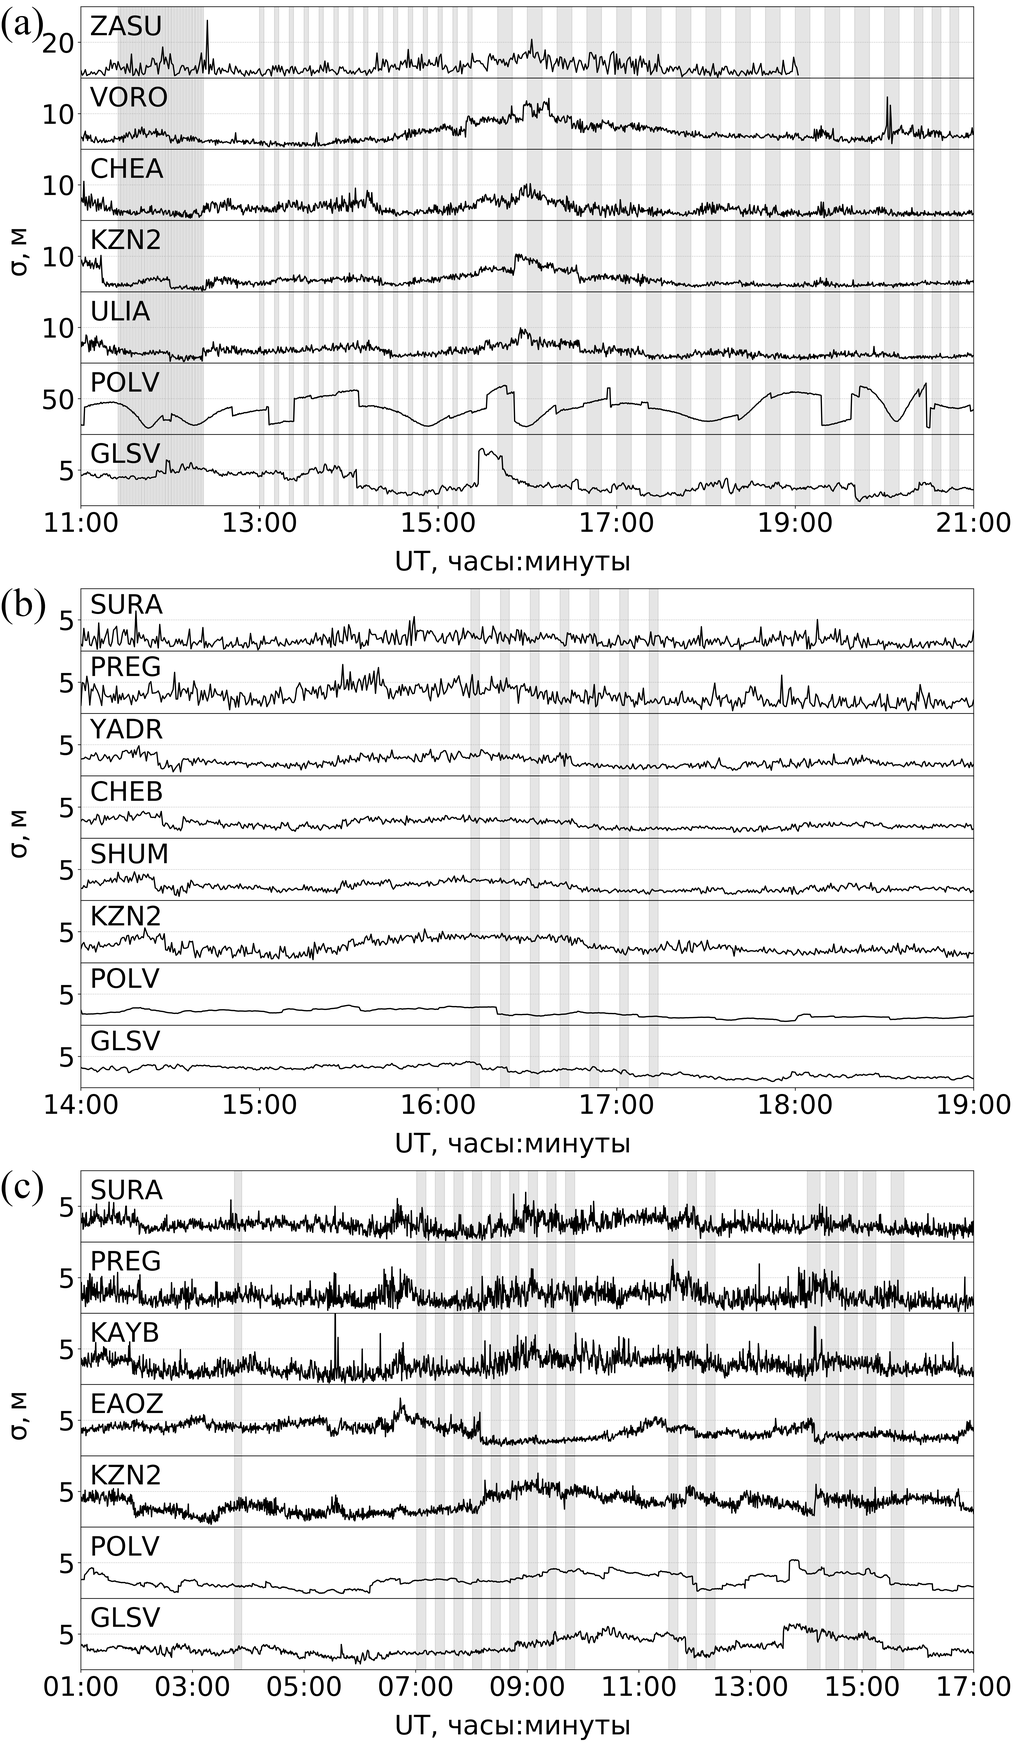 (a)
ZASU
20
VORO
10
CHEA
10
KZN2
10
ULIA
10
POLV
50
GLSV
5
σ, м
11:00 13:00 15:00 17:00 19:00 21:00
UT, часы:минуты
(b)
SURA
5
PREG
5
YADR
5
CHEB
5
SHUM
5
KZN2
5
POLV
5
GLSV
5
σ, м
14:00 15:00 16:00 17:00 18:00 19:00
UT, часы:минуты
(c)
SURA
5
PREG
5
KAYB
5
EAOZ
5
KZN2
5
POLV
5
GLSV
5
σ, м
01:00 03:00 05:00 07:00 09:00 11:00 13:00 15:00 17:00
UT, часы:минуты